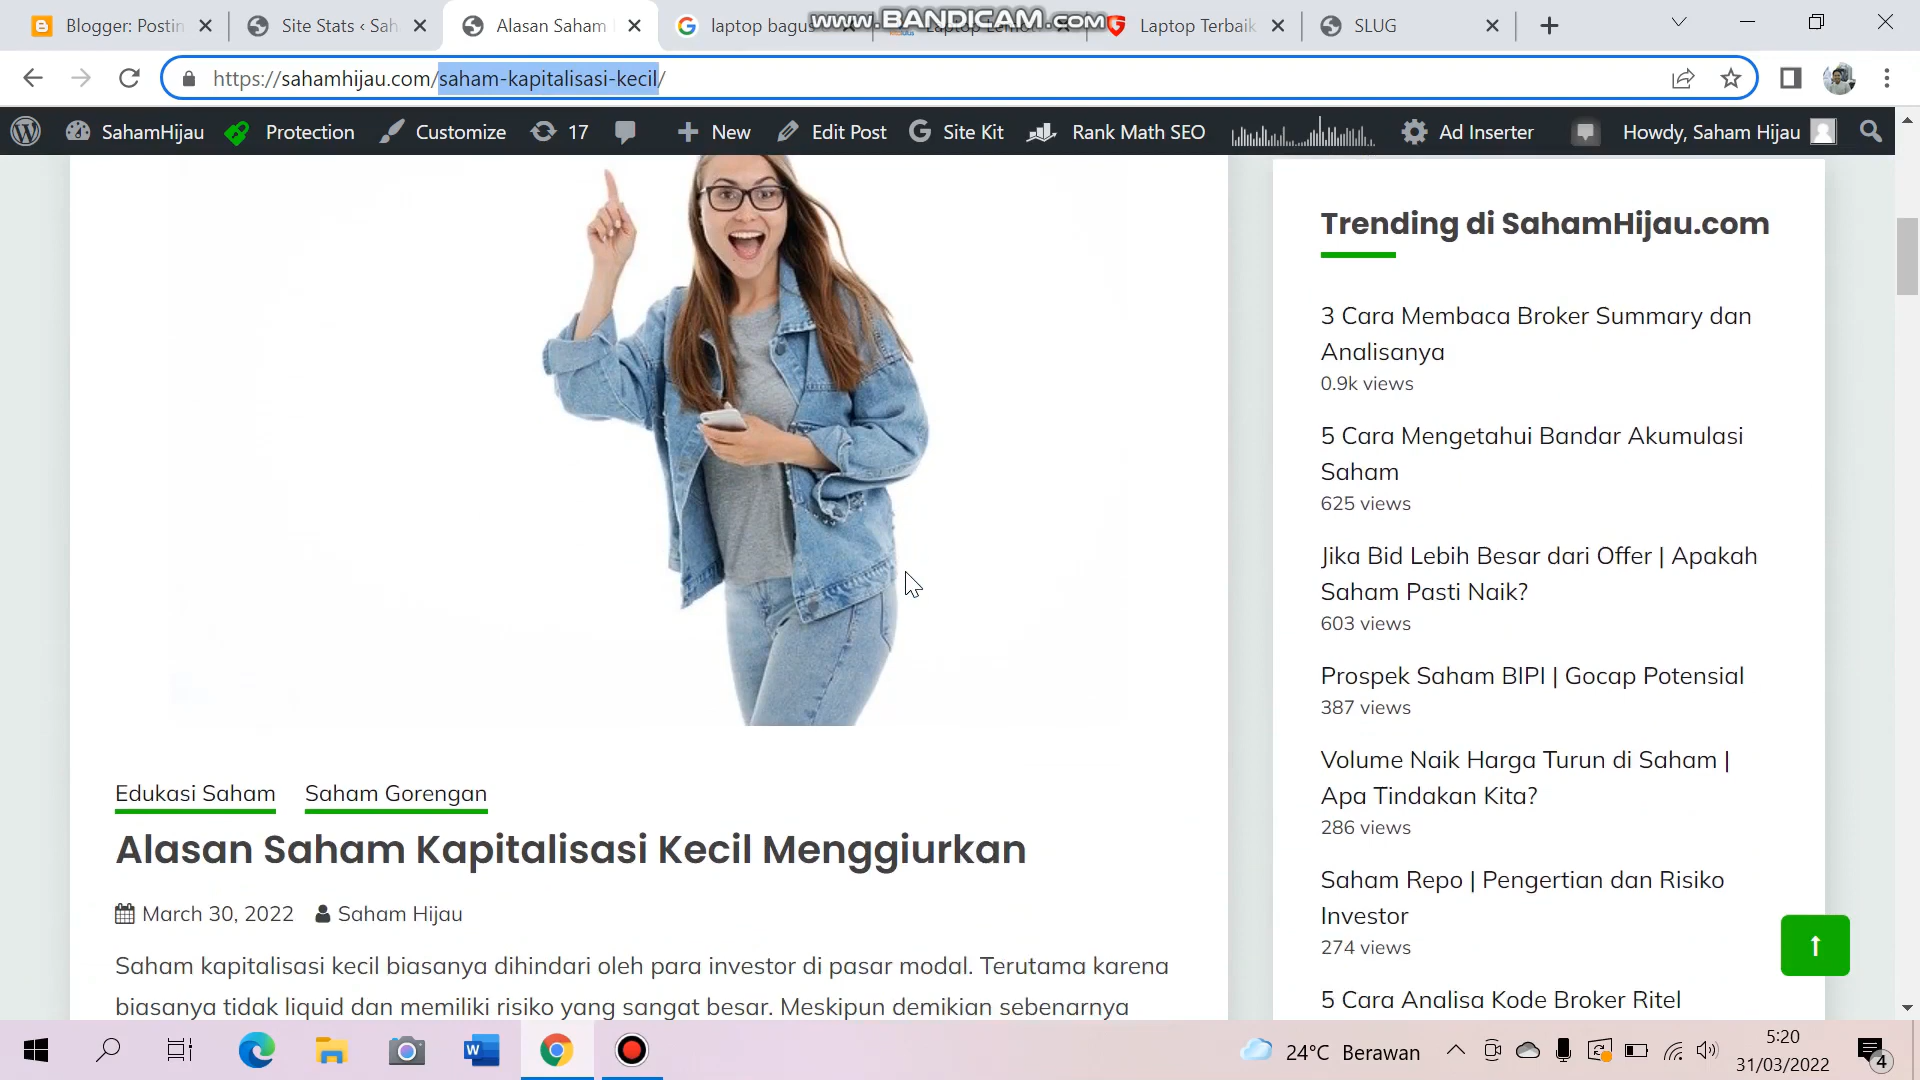 Blogger: Postin
Site Stats ‹ Sah
Alasan Saham
laptop bagus
Laptop Terbaik
SLUG
www.BANDICAM.com
https://sahamhijau.com/saham-kapitalisasi-kecil/
SahamHijau
Protection
Customize
17
New
Edit Post
Site Kit
Rank Math SEO
Ad Inserter
Howdy, Saham Hijau
Trending di SahamHijau.com
3 Cara Membaca Broker Summary dan
Analisanya
0.9k views
5 Cara Mengetahui Bandar Akumulasi
Saham
625 views
Jika Bid Lebih Besar dari Offer | Apakah
Saham Pasti Naik?
603 views
Prospek Saham BIPI | Gocap Potensial
387 views
Volume Naik Harga Turun di Saham |
Apa Tindakan Kita?
286 views
Saham Repo | Pengertian dan Risiko
Investor
274 views
5 Cara Analisa Kode Broker Ritel
Edukasi Saham
Saham Gorengan
Alasan Saham Kapitalisasi Kecil Menggiurkan
March 30, 2022
Saham Hijau
Saham kapitalisasi kecil biasanya dihindari oleh para investor di pasar modal. Terutama karena
biasanya tidak liquid dan memiliki risiko yang sangat besar. Meskipun demikian sebenarnya
24°C Berawan
5:20
31/03/2022
4